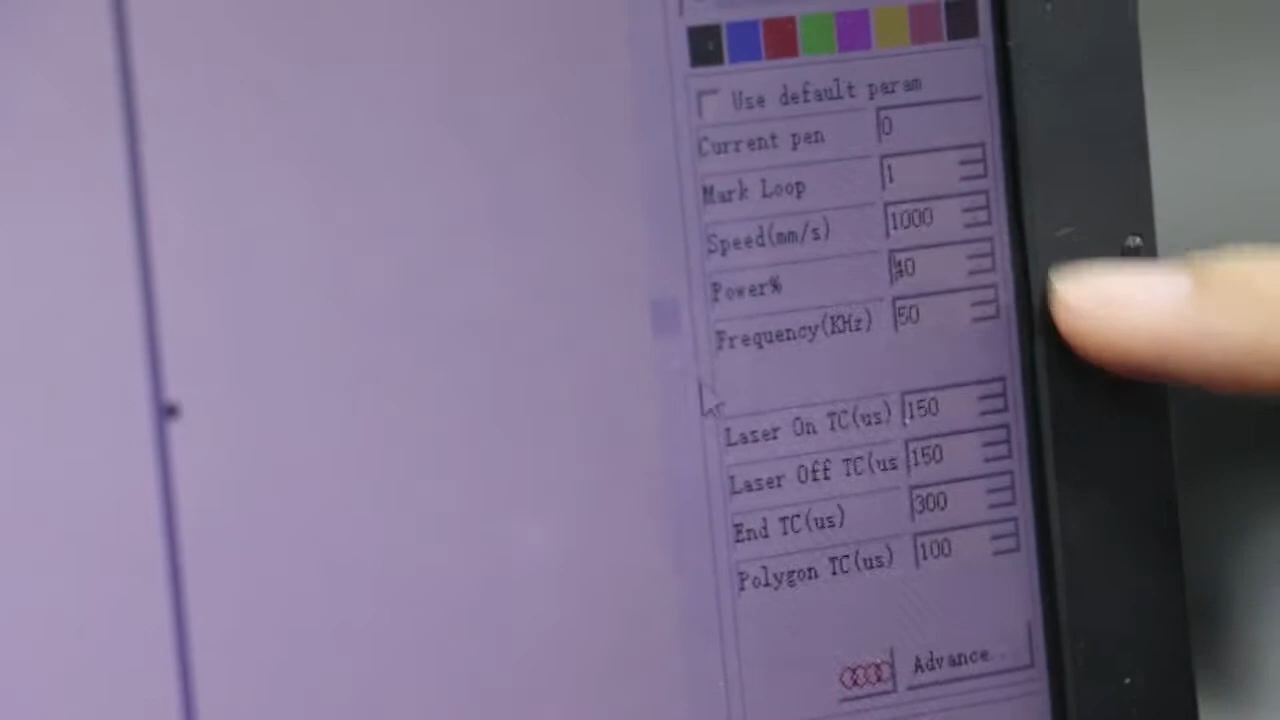 Use default param
Current pen 0
Mark Loop 1
Speed(mm/s) 1000
Power% 40
Frequency(KHz) 50
Laser On TC(us) 150
Laser Off TC(us 150
End TC(us) 300
Polygon TC(us) 100
Advance...